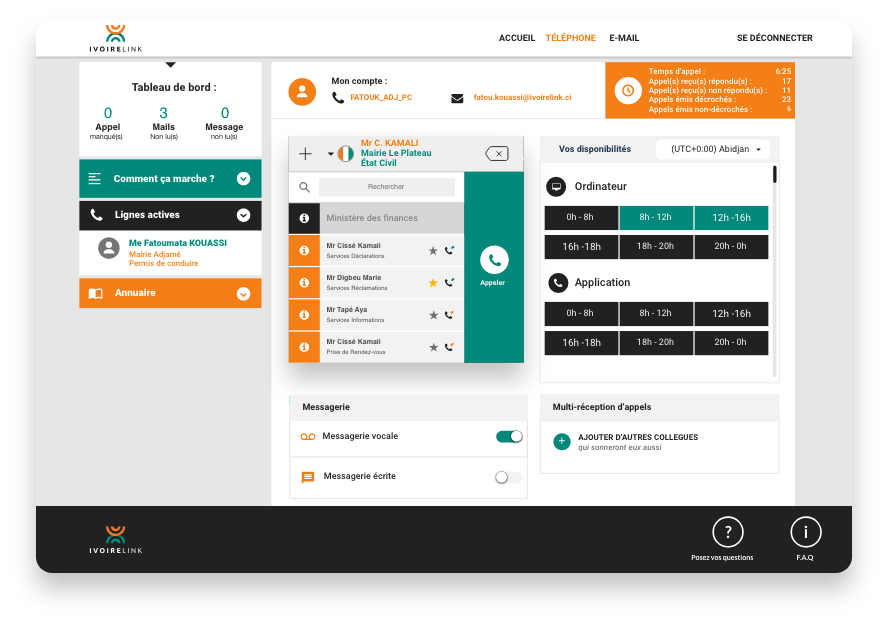 IVOIRELINK
ACCUEIL TÉLÉPHONE E-MAIL SE DÉCONNECTER
Tableau de bord :
0 3 0
Appel Mails Message
manqué(s) Non lu(s) non lu(s)
Comment ça marche ?
Lignes actives
Me Fatoumata KOUASSI
Mairie Adjamé
Permis de conduire
Annuaire
Mon compte :
FATOUK_ADJ_PC fatou.kouassi@ivoirelink.ci
Temps d'appel : 6:25
Appel(s) reçu(s) répondu(s) : 17
Appel(s) reçu(s) non répondu(s) : 11
Appels émis décrochés : 23
Appels émis non-décrochés : 6
Mr C. KAMALI
Mairie Le Plateau
État Civil
Rechercher
Ministère des finances
Mr Cissé Kamali
Services Déclarations
Mr Digbeu Marie
Services Réclamations
Mr Tapé Aya
Services Informations
Mr Cissé Kamali
Prise de Rendez-vous
Appeler
Vos disponibilités (UTC+0:00) Abidjan
Ordinateur
0h - 8h 8h - 12h 12h -16h
16h -18h 18h - 20h 20h - 0h
Application
0h - 8h 8h - 12h 12h -16h
16h -18h 18h - 20h 20h - 0h
Messagerie
Messagerie vocale
Messagerie écrite
Multi-réception d'appels
AJOUTER D'AUTRES COLLEGUES
qui sonneront eux aussi
IVOIRELINK
Posez vos questions F.A.Q